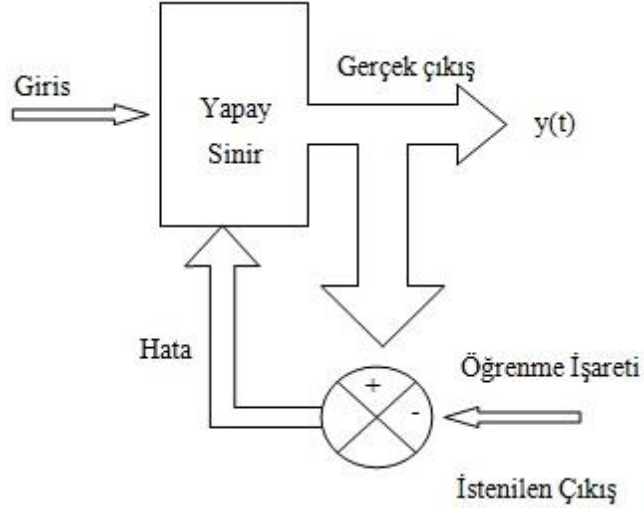 Gerçek çıkış
Giris
Yapay
Sinir
y(t)
Hata
+
-
Öğrenme İşareti
İstenilen Çıkış